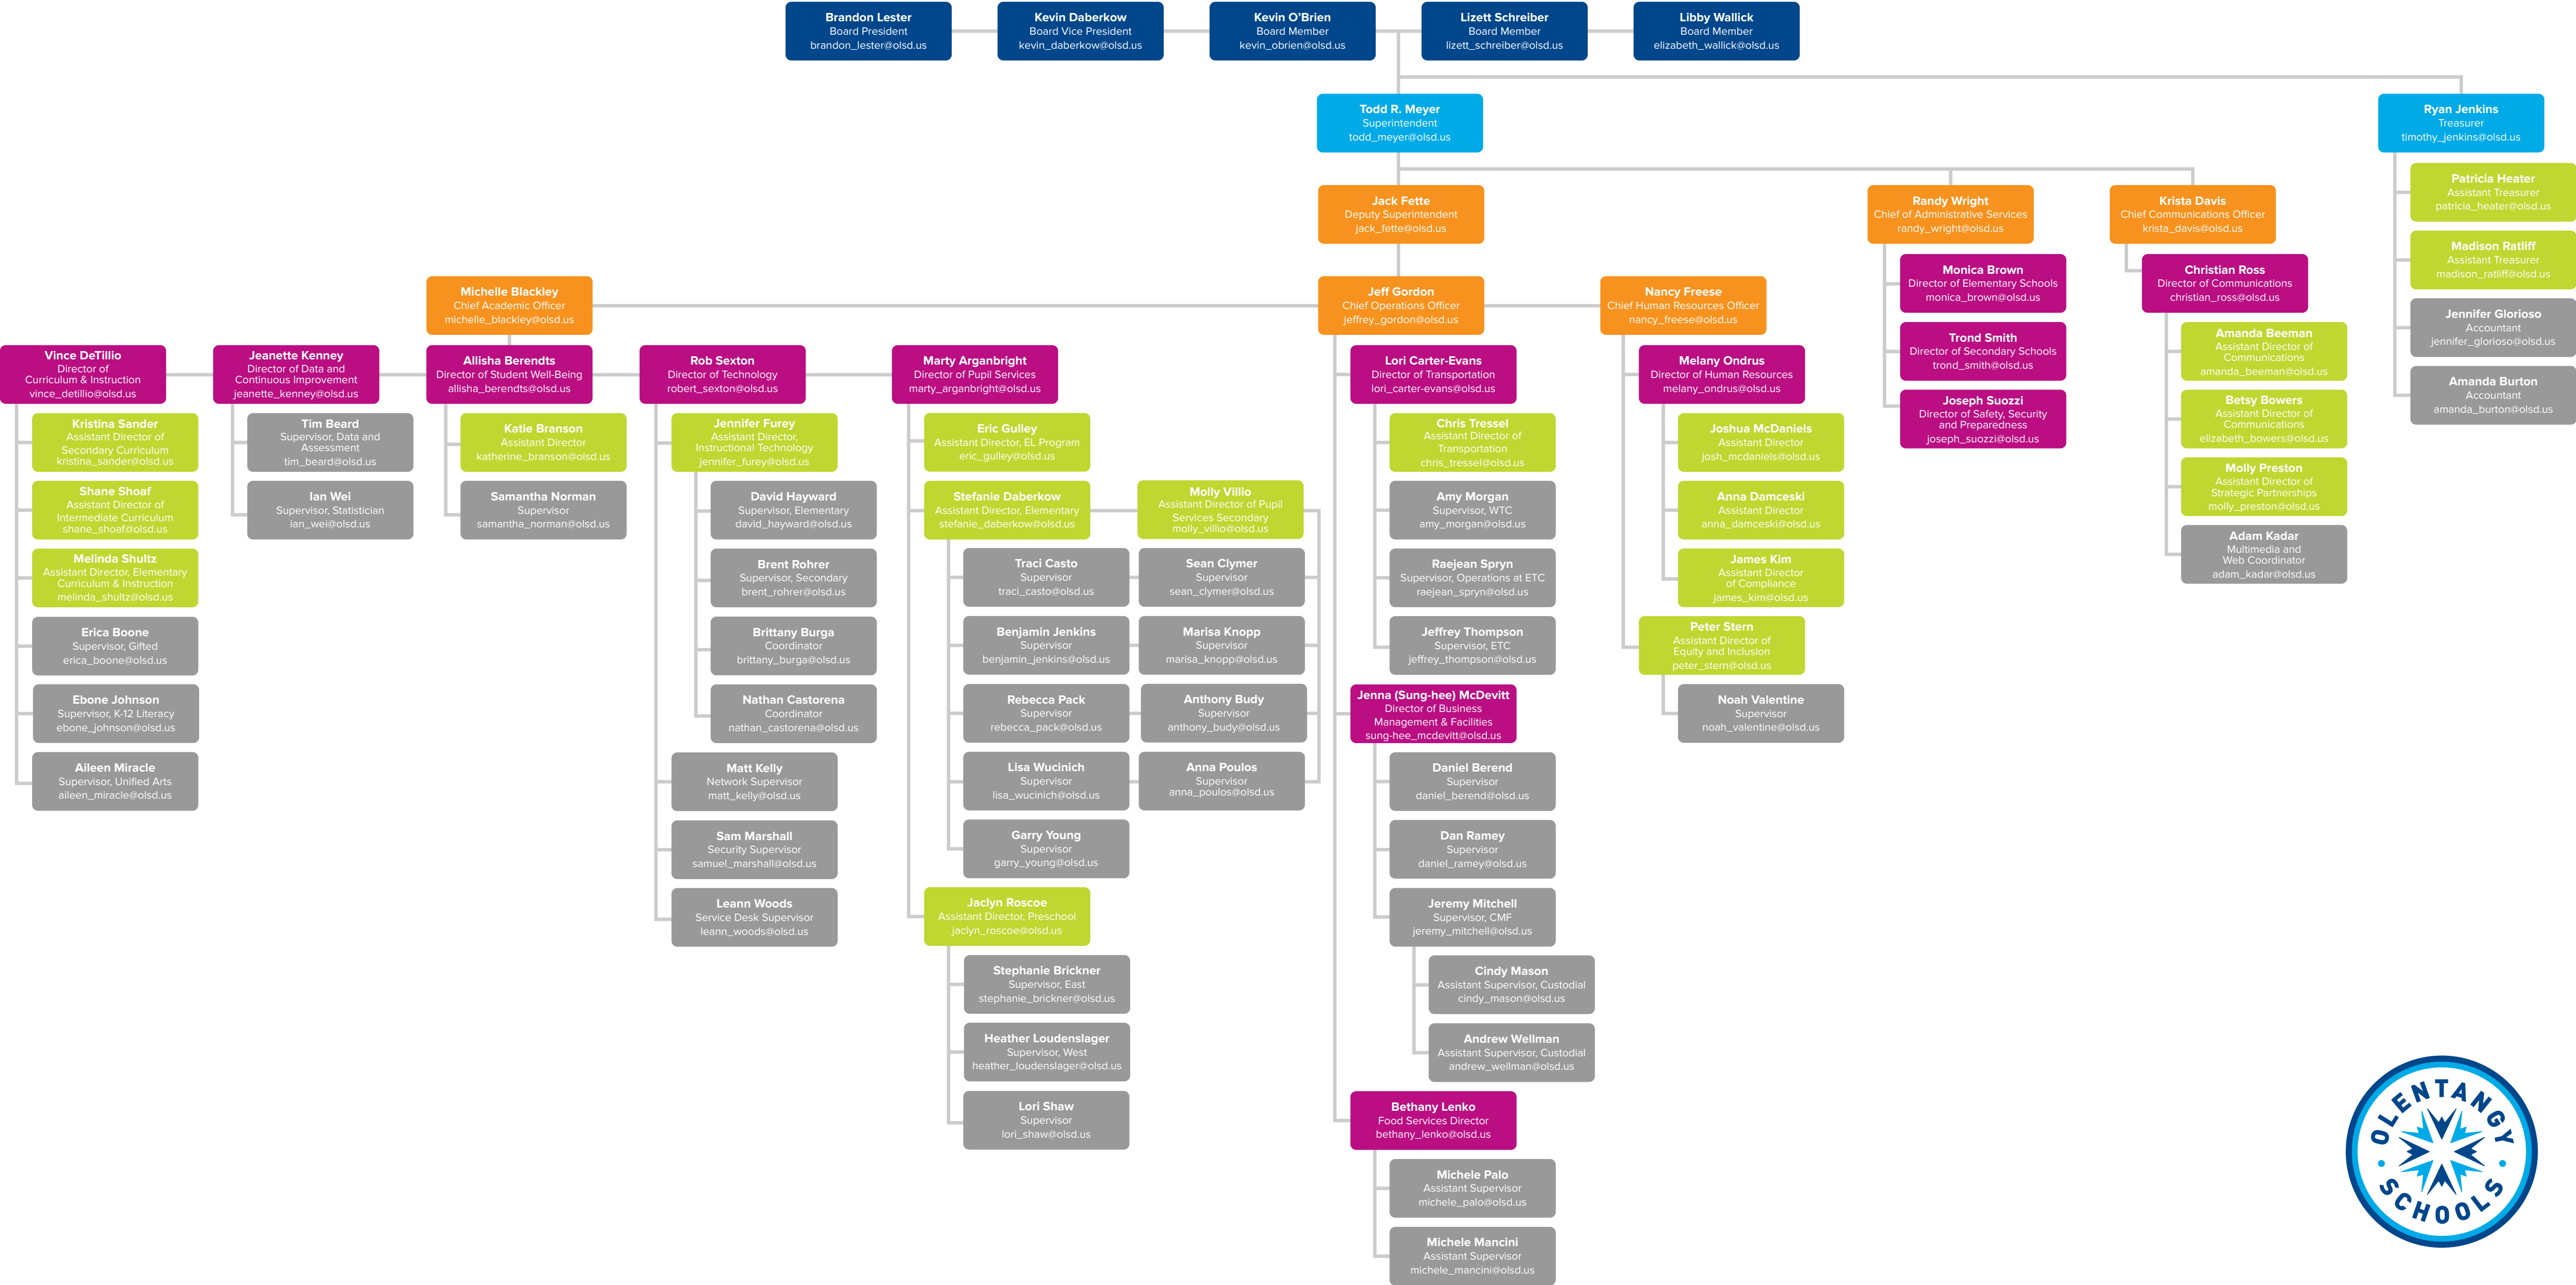 Brandon Lester
Board President
brandon_lester@olsd.us
Kevin Daberkow
Board Vice President
kevin_daberkow@olsd.us
Kevin O'Brien
Board Member
kevin_obrien@olsd.us
Lizett Schreiber
Board Member
lizett_schreiber@olsd.us
Libby Wallick
Board Member
elizabeth_wallick@olsd.us
Todd R. Meyer
Superintendent
todd_meyer@olsd.us
Ryan Jenkins
Treasurer
timothy_jenkins@olsd.us
Patricia Heater
Assistant Treasurer
patricia_heater@olsd.us
Madison Ratliff
Assistant Treasurer
madison_ratliff@olsd.us
Jennifer Glorioso
Accountant
jennifer_glorioso@olsd.us
Amanda Burton
Accountant
amanda_burton@olsd.us
Jack Fette
Deputy Superintendent
jack_fette@olsd.us
Randy Wright
Chief of Administrative Services
randy_wright@olsd.us
Monica Brown
Director of Elementary Schools
monica_brown@olsd.us
Trond Smith
Director of Secondary Schools
trond_smith@olsd.us
Joseph Suozzi
Director of Safety, Security
and Preparedness
joseph_suozzi@olsd.us
Krista Davis
Chief Communications Officer
krista_davis@olsd.us
Christian Ross
Director of Communications
christian_ross@olsd.us
Amanda Beeman
Assistant Director of
Communications
amanda_beeman@olsd.us
Betsy Bowers
Assistant Director of
Communications
elizabeth_bowers@olsd.us
Molly Preston
Assistant Director of
Strategic Partnerships
molly_preston@olsd.us
Adam Kadar
Multimedia and
Web Coordinator
adam_kadar@olsd.us
Michelle Blackley
Chief Academic Officer
michelle_blackley@olsd.us
Jeff Gordon
Chief Operations Officer
jeffrey_gordon@olsd.us
Nancy Freese
Chief Human Resources Officer
nancy_freese@olsd.us
Vince DeTillio
Director of
Curriculum & Instruction
vince_detillio@olsd.us
Kristina Sander
Assistant Director of
Secondary Curriculum
kristina_sander@olsd.us
Shane Shoaf
Assistant Director of
Intermediate Curriculum
shane_shoaf@olsd.us
Melinda Shultz
Assistant Director, Elementary
Curriculum & Instruction
melinda_shultz@olsd.us
Erica Boone
Supervisor, Gifted
erica_boone@olsd.us
Ebone Johnson
Supervisor, K-12 Literacy
ebone_johnson@olsd.us
Aileen Miracle
Supervisor, Unified Arts
aileen_miracle@olsd.us
Jeanette Kenney
Director of Data and
Continuous Improvement
jeanette_kenney@olsd.us
Tim Beard
Supervisor, Data and
Assessment
tim_beard@olsd.us
Ian Wei
Supervisor, Statistician
ian_wei@olsd.us
Allisha Berendts
Director of Student Well-Being
allisha_berendts@olsd.us
Katie Branson
Assistant Director
katherine_branson@olsd.us
Samantha Norman
Supervisor
samantha_norman@olsd.us
Rob Sexton
Director of Technology
robert_sexton@olsd.us
Jennifer Furey
Assistant Director,
Instructional Technology
jennifer_furey@olsd.us
David Hayward
Supervisor, Elementary
david_hayward@olsd.us
Brent Rohrer
Supervisor, Secondary
brent_rohrer@olsd.us
Brittany Burga
Coordinator
brittany_burga@olsd.us
Nathan Castorena
Coordinator
nathan_castorena@olsd.us
Matt Kelly
Network Supervisor
matt_kelly@olsd.us
Sam Marshall
Security Supervisor
samuel_marshall@olsd.us
Leann Woods
Service Desk Supervisor
leann_woods@olsd.us
Marty Arganbright
Director of Pupil Services
marty_arganbright@olsd.us
Eric Gulley
Assistant Director, EL Program
eric_gulley@olsd.us
Stefanie Daberkow
Assistant Director, Elementary
stefanie_daberkow@olsd.us
Molly Villio
Assistant Director of Pupil
Services Secondary
molly_villio@olsd.us
Traci Casto
Supervisor
traci_casto@olsd.us
Sean Clymer
Supervisor
sean_clymer@olsd.us
Benjamin Jenkins
Supervisor
benjamin_jenkins@olsd.us
Marisa Knopp
Supervisor
marisa_knopp@olsd.us
Rebecca Pack
Supervisor
rebecca_pack@olsd.us
Anthony Budy
Supervisor
anthony_budy@olsd.us
Lisa Wucinich
Supervisor
lisa_wucinich@olsd.us
Anna Poulos
Supervisor
anna_poulos@olsd.us
Garry Young
Supervisor
garry_young@olsd.us
Jaclyn Roscoe
Assistant Director, Preschool
jaclyn_roscoe@olsd.us
Stephanie Brickner
Supervisor, East
stephanie_brickner@olsd.us
Heather Loudenslager
Supervisor, West
heather_loudenslager@olsd.us
Lori Shaw
Supervisor
lori_shaw@olsd.us
Lori Carter-Evans
Director of Transportation
lori_carter-evans@olsd.us
Chris Tressel
Assistant Director of
Transportation
chris_tressel@olsd.us
Amy Morgan
Supervisor, WTC
amy_morgan@olsd.us
Raejean Spryn
Supervisor, Operations at ETC
raejean_spryn@olsd.us
Jeffrey Thompson
Supervisor, ETC
jeffrey_thompson@olsd.us
Jenna (Sung-hee) McDevitt
Director of Business
Management & Facilities
sung-hee_mcdevitt@olsd.us
Daniel Berend
Supervisor
daniel_berend@olsd.us
Dan Ramey
Supervisor
daniel_ramey@olsd.us
Jeremy Mitchell
Supervisor, CMF
jeremy_mitchell@olsd.us
Cindy Mason
Assistant Supervisor, Custodial
cindy_mason@olsd.us
Andrew Wellman
Assistant Supervisor, Custodial
andrew_wellman@olsd.us
Bethany Lenko
Food Services Director
bethany_lenko@olsd.us
Michele Palo
Assistant Supervisor
michele_palo@olsd.us
Michele Mancini
Assistant Supervisor
michele_mancini@olsd.us
Melany Ondrus
Director of Human Resources
melany_ondrus@olsd.us
Joshua McDaniels
Assistant Director
josh_mcdaniels@olsd.us
Anna Damceski
Assistant Director
anna_damceski@olsd.us
James Kim
Assistant Director
of Compliance
james_kim@olsd.us
Peter Stern
Assistant Director of
Equity and Inclusion
peter_stern@olsd.us
Noah Valentine
Supervisor
noah_valentine@olsd.us
OLENTANGY
SCHOOLS